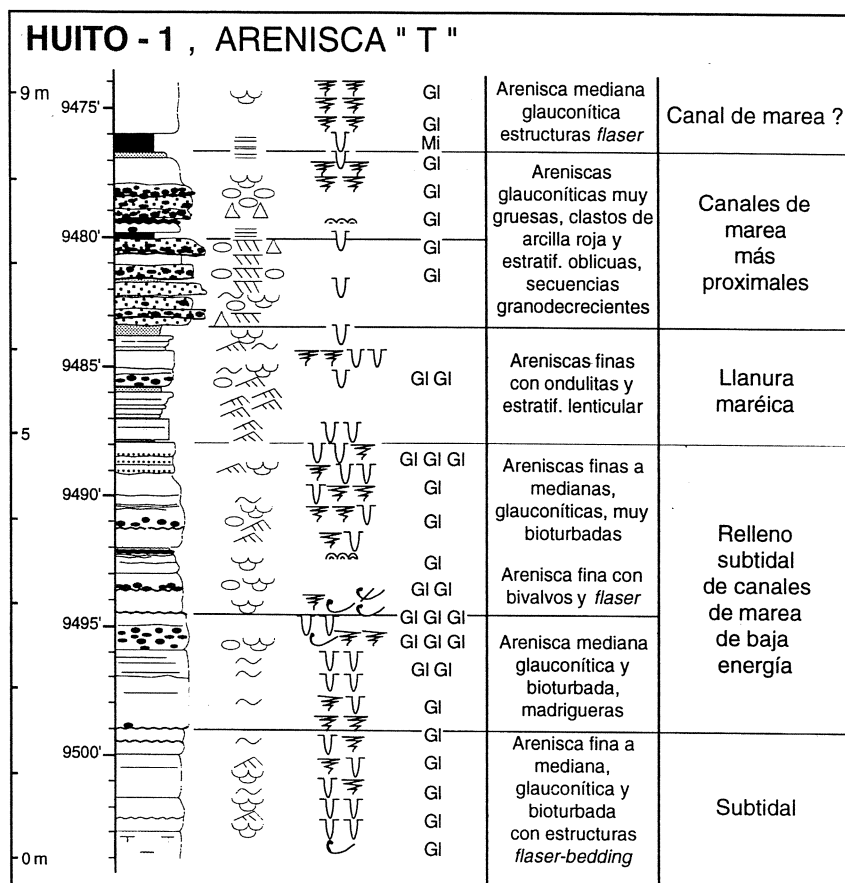 HUITO - 1 , ARENISCA " T "
9 m
9475'
9480'
9485'
5
9490'
9495'
9500'
0 m
Gl
Gl
Mi
Gl
Gl
Gl
Gl
Gl
Gl Gl
Gl Gl Gl
Gl
Gl
Gl
Gl Gl
Gl Gl Gl
Gl Gl Gl
Gl Gl
Gl
Gl
Gl
Gl
Gl
Gl
Arenisca mediana
glauconítica
estructuras flaser
Areniscas
glauconíticas muy
gruesas, clastos de
arcilla roja y
estratif. oblicuas,
secuencias
granodecrecientes
Areniscas finas
con ondulitas y
estratif. lenticular
Areniscas finas a
medianas,
glauconíticas, muy
bioturbadas
Arenisca fina con
bivalvos y flaser
Arenisca mediana
glauconítica y
bioturbada,
madrigueras
Arenisca fina a
mediana,
glauconítica y
bioturbada
con estructuras
flaser-bedding
Canal de marea ?
Canales de
marea
más
proximales
Llanura
maréica
Relleno
subtidal
de canales
de marea
de baja
energía
Subtidal